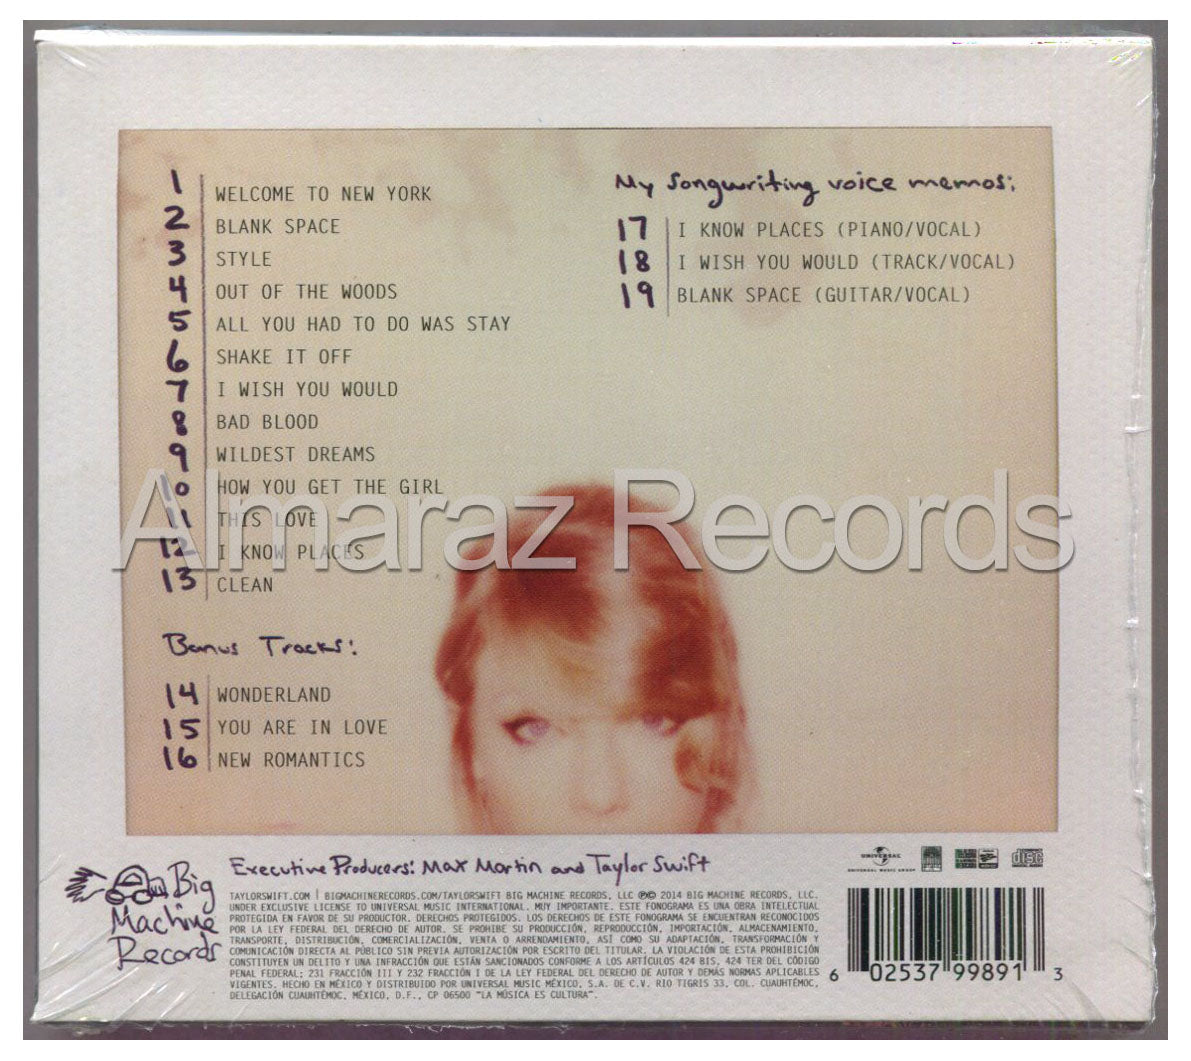 1 WELCOME TO NEW YORK
2 BLANK SPACE
3 STYLE
4 OUT OF THE WOODS
5 ALL YOU HAD TO DO WAS STAY
6 SHAKE IT OFF
7 I WISH YOU WOULD
8 BAD BLOOD
9 WILDEST DREAMS
10 HOW YOU GET THE GIRL
11 THIS LOVE
12 I KNOW PLACES
13 CLEAN
Bonus Tracks:
14 WONDERLAND
15 YOU ARE IN LOVE
16 NEW ROMANTICS
My Songwriting voice memos:
17 I KNOW PLACES (PIANO/VOCAL)
18 I WISH YOU WOULD (TRACK/VOCAL)
19 BLANK SPACE (GUITAR/VOCAL)
Almaraz Records
Big
Machine
Records
Executive Producers: Max Martin and Taylor Swift
TAYLORSWIFT.COM | BIGMACHINERECORDS.COM/TAYLORSWIFT BIG MACHINE RECORDS, LLC ℗© 2014 BIG MACHINE RECORDS, LLC.
UNDER EXCLUSIVE LICENSE TO UNIVERSAL MUSIC INTERNATIONAL. MUY IMPORTANTE. ESTE FONOGRAMA ES UNA OBRA INTELECTUAL
PROTEGIDA EN FAVOR DE SU PRODUCTOR. DERECHOS PROTEGIDOS. LOS DERECHOS DE ESTE FONOGRAMA SE ENCUENTRAN RECONOCIDOS
POR LA LEY FEDERAL DEL DERECHO DE AUTOR. SE PROHIBE SU PRODUCCIÓN, REPRODUCCIÓN, IMPORTACIÓN, ALMACENAMIENTO,
TRANSPORTE, DISTRIBUCIÓN, COMERCIALIZACIÓN, VENTA O ARRENDAMIENTO, ASÍ COMO SU ADAPTACIÓN, TRANSFORMACIÓN Y
COMUNICACIÓN DIRECTA AL PÚBLICO SIN PREVIA AUTORIZACIÓN POR ESCRITO DEL TITULAR. LA VIOLACIÓN DE ESTA PROHIBICIÓN
CONSTITUYEN UN DELITO Y UNA INFRACCIÓN QUE ESTÁN SANCIONADOS CONFORME A LOS ARTÍCULOS 424 BIS, 424 TER DEL CÓDIGO
PENAL FEDERAL; 231 FRACCIÓN III Y 232 FRACCIÓN I DE LA LEY FEDERAL DEL DERECHO DE AUTOR Y DEMÁS NORMAS APLICABLES
VIGENTES. HECHO EN MÉXICO Y DISTRIBUIDO POR UNIVERSAL MUSIC MÉXICO, S.A. DE C.V. RIO TIGRIS 33, COL. CUAUHTÉMOC,
DELEGACIÓN CUAUHTÉMOC, MÉXICO, D.F., CP 06500 "LA MÚSICA ES CULTURA".
UNIVERSAL
UNIVERSAL MUSIC GROUP
disc
6 02537 99891 3